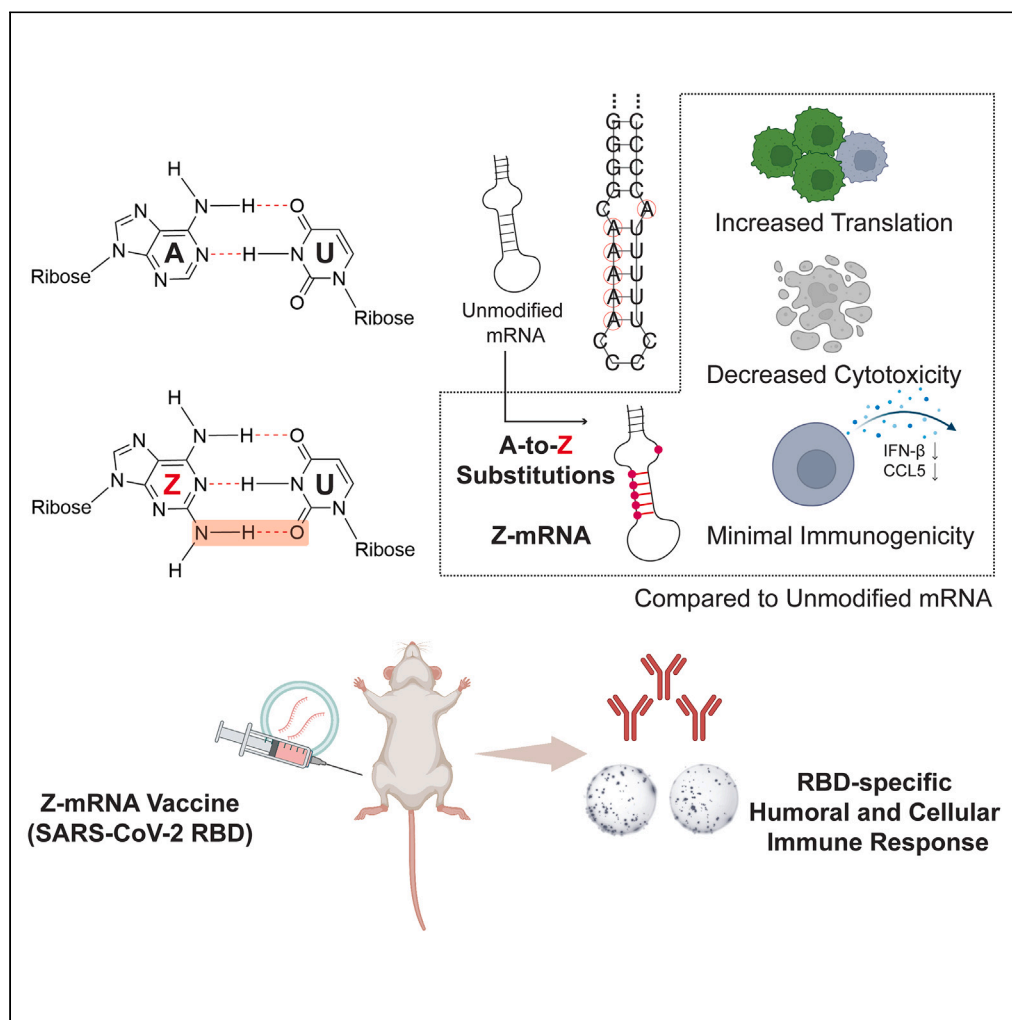 H
H
N
H
O
N
N
A
N
N
H
N
U
N
O
N
Ribose
Ribose
H
H
N
H
O
N
N
Z
N
N
H
N
U
N
N
H
O
H
Ribose
Ribose
Unmodified
mRNA
G C
G C
G C
G C
C A
A U
A U
A U
A U
A U
C C
C C
A-to-Z
Substitutions
Z-mRNA
Increased Translation
Decreased Cytotoxicity
IFN-β ↓
CCL5 ↓
Minimal Immunogenicity
Compared to Unmodified mRNA
Z-mRNA Vaccine
(SARS-CoV-2 RBD)
RBD-specific
Humoral and Cellular
Immune Response